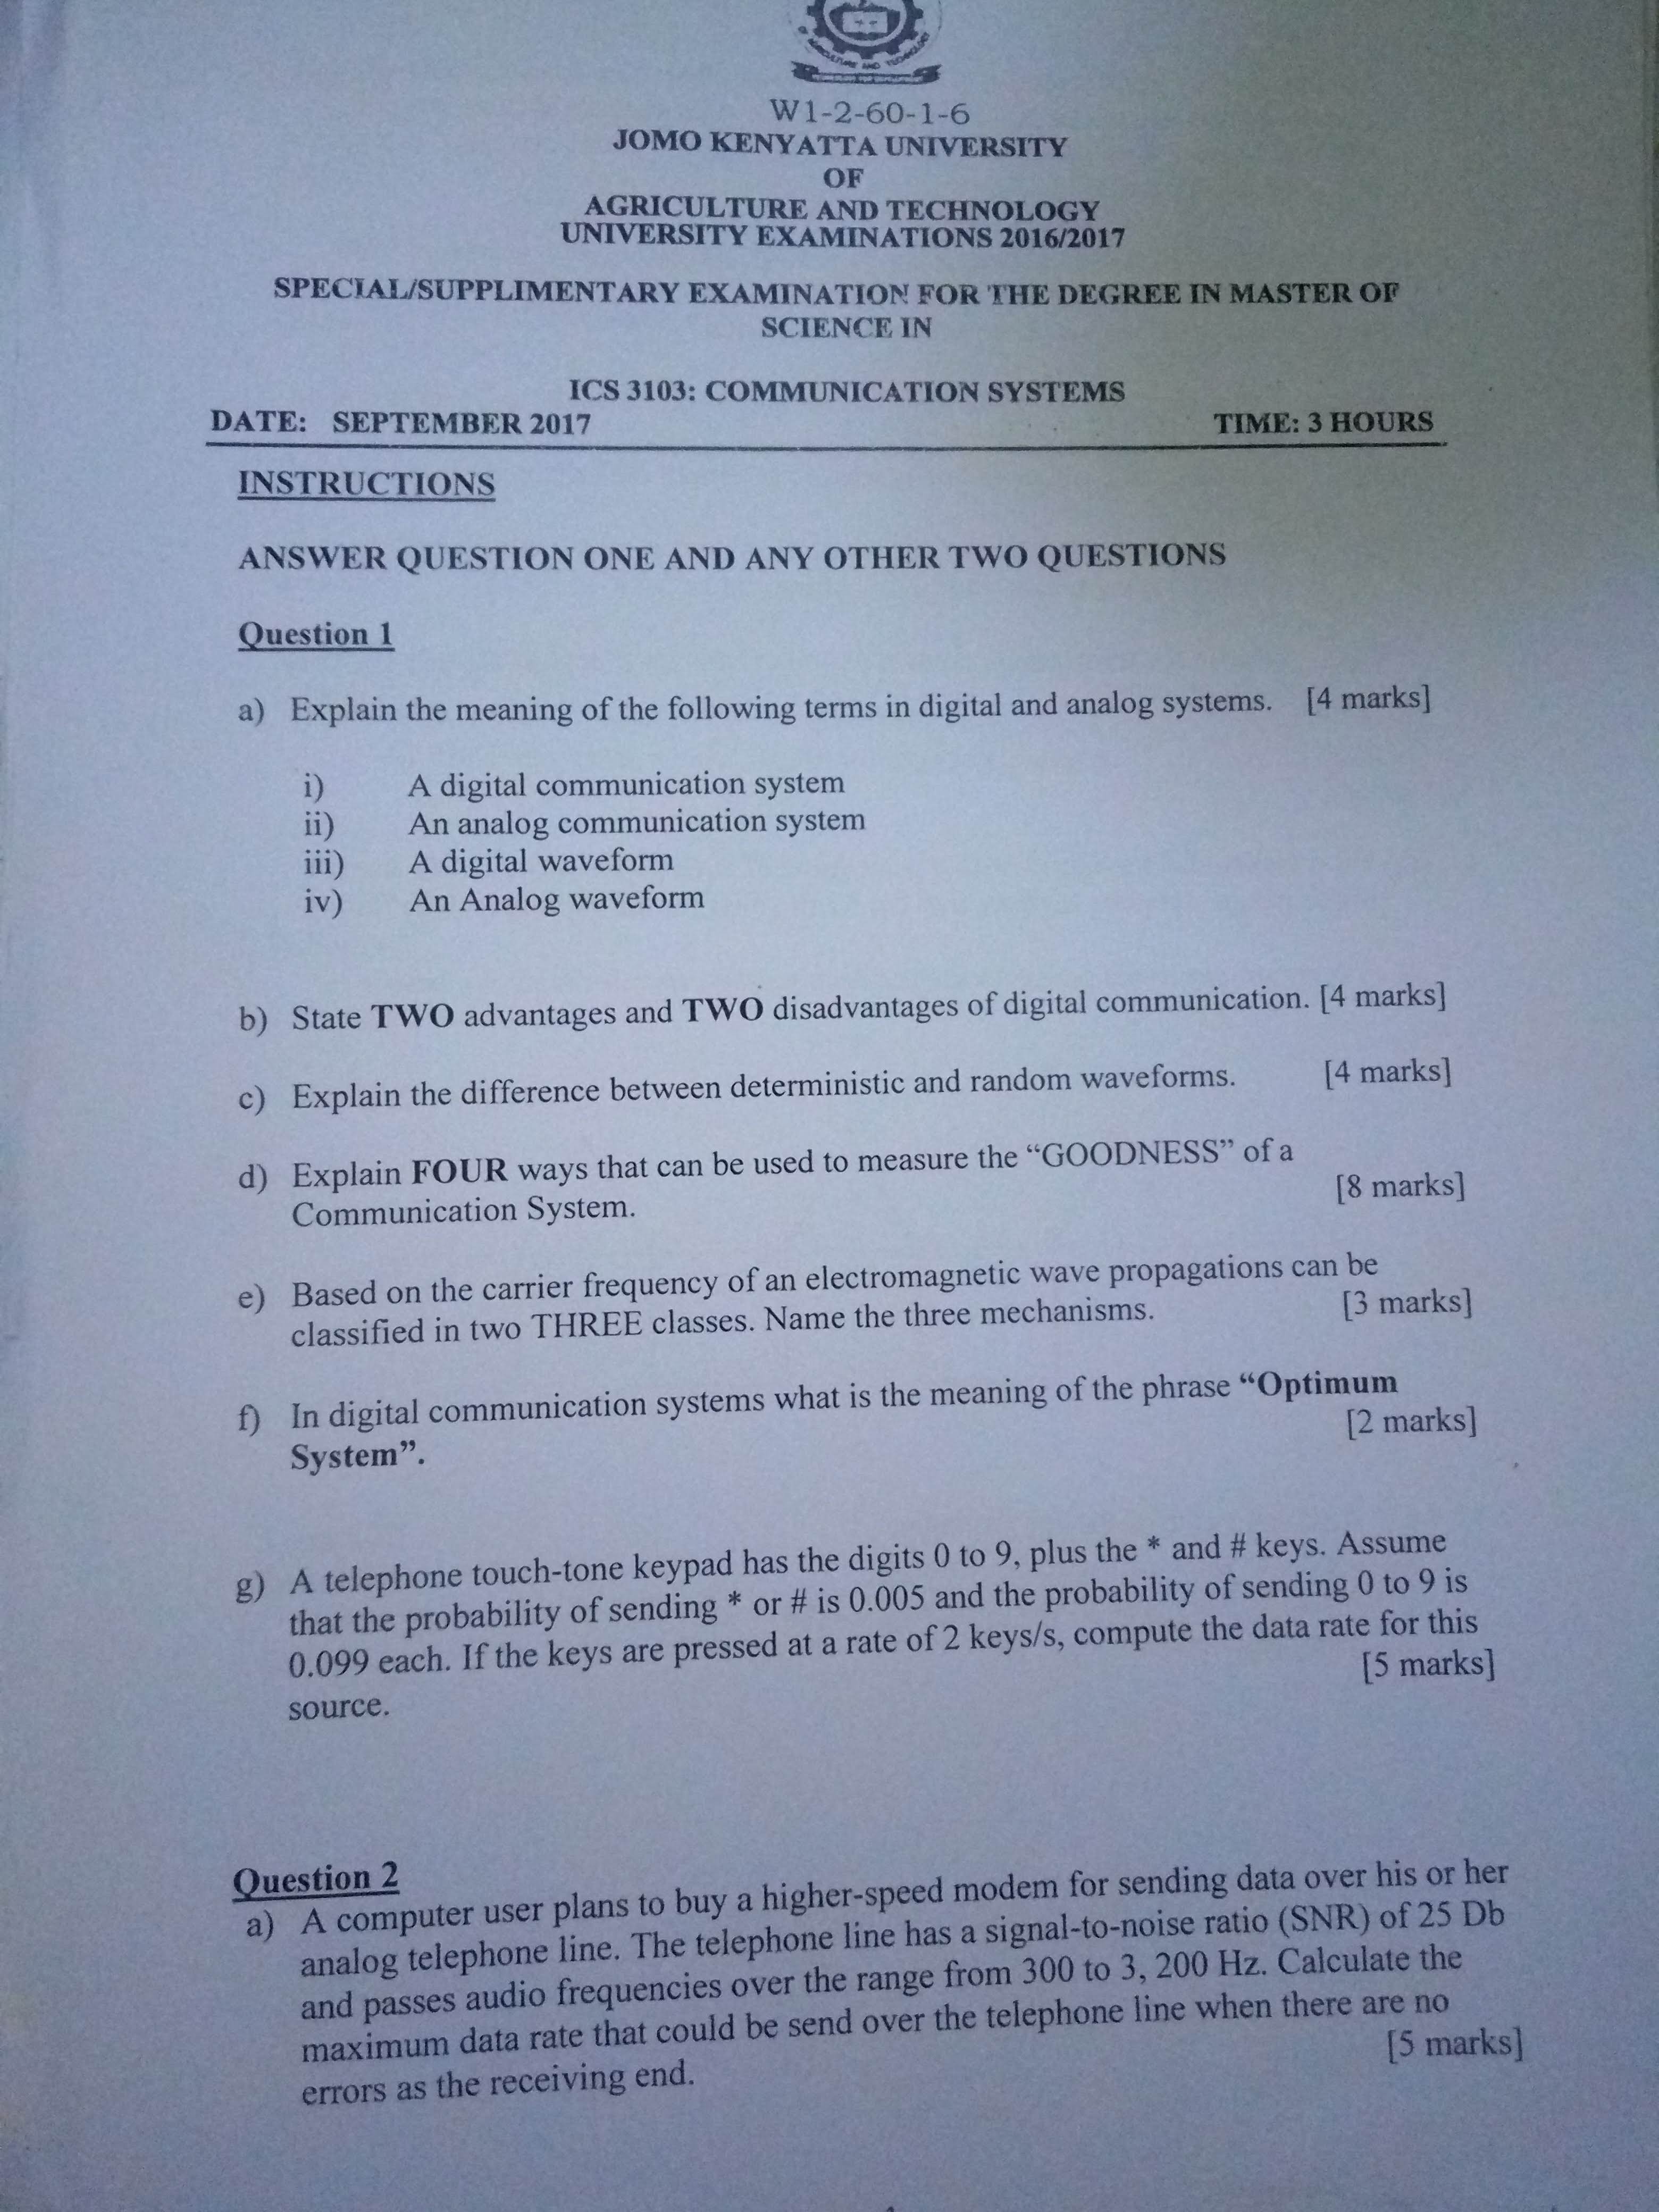 OF AGRICULTURE AND TECHNOLOGY
W1-2-60-1-6
JOMO KENYATTA UNIVERSITY
OF
AGRICULTURE AND TECHNOLOGY
UNIVERSITY EXAMINATIONS 2016/2017
SPECIAL/SUPPLIMENTARY EXAMINATION FOR THE DEGREE IN MASTER OF
SCIENCE IN
ICS 3103: COMMUNICATION SYSTEMS
DATE: SEPTEMBER 2017 TIME: 3 HOURS
INSTRUCTIONS
ANSWER QUESTION ONE AND ANY OTHER TWO QUESTIONS
Question 1
a) Explain the meaning of the following terms in digital and analog systems. [4 marks]
i) A digital communication system
ii) An analog communication system
iii) A digital waveform
iv) An Analog waveform
b) State TWO advantages and TWO disadvantages of digital communication. [4 marks]
c) Explain the difference between deterministic and random waveforms. [4 marks]
d) Explain FOUR ways that can be used to measure the “GOODNESS” of a
Communication System. [8 marks]
e) Based on the carrier frequency of an electromagnetic wave propagations can be
classified in two THREE classes. Name the three mechanisms. [3 marks]
f) In digital communication systems what is the meaning of the phrase “Optimum
System”. [2 marks]
g) A telephone touch-tone keypad has the digits 0 to 9, plus the * and # keys. Assume
that the probability of sending * or # is 0.005 and the probability of sending 0 to 9 is
0.099 each. If the keys are pressed at a rate of 2 keys/s, compute the data rate for this
source. [5 marks]
Question 2
a) A computer user plans to buy a higher-speed modem for sending data over his or her
analog telephone line. The telephone line has a signal-to-noise ratio (SNR) of 25 Db
and passes audio frequencies over the range from 300 to 3, 200 Hz. Calculate the
maximum data rate that could be send over the telephone line when there are no
errors as the receiving end. [5 marks]